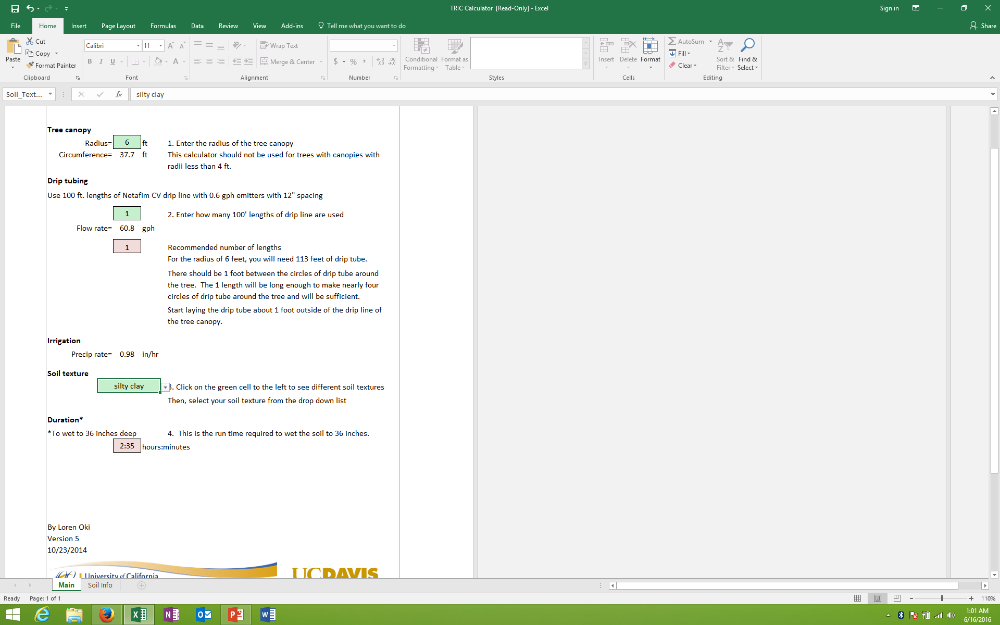 TRIC Calculator [Read-Only] - Excel
Sign in
File Home Insert Page Layout Formulas Data Review View Add-ins Tell me what you want to do
Share
Paste
Cut
Copy
Format Painter
Clipboard
Calibri 11
B I U
Font
Wrap Text
Merge & Center
Alignment
$ % ,
Number
Conditional Formatting
Format as Table
Styles
Insert Delete Format
Cells
AutoSum
Fill
Clear
Sort & Filter
Find & Select
Editing
Soil_Text... fx silty clay
Tree canopy
Radius= 6 ft 1. Enter the radius of the tree canopy
Circumference= 37.7 ft This calculator should not be used for trees with canopies with
radii less than 4 ft.
Drip tubing
Use 100 ft. lengths of Netafim CV drip line with 0.6 gph emitters with 12" spacing
1 2. Enter how many 100' lengths of drip line are used
Flow rate= 60.8 gph
1 Recommended number of lengths
For the radius of 6 feet, you will need 113 feet of drip tube.
There should be 1 foot between the circles of drip tube around
the tree.  The 1 length will be long enough to make nearly four
circles of drip tube around the tree and will be sufficient.
Start laying the drip tube about 1 foot outside of the drip line of
the tree canopy.
Irrigation
Precip rate= 0.98 in/hr
Soil texture
silty clay 3. Click on the green cell to the left to see different soil textures
Then, select your soil texture from the drop down list
Duration*
*To wet to 36 inches deep 4.  This is the run time required to wet the soil to 36 inches.
2:35 hours:minutes
By Loren Oki
Version 5
10/23/2014
University of California
UCDAVIS
Main Soil Info
Ready Page: 1 of 1
110%
1:01 AM
6/16/2016